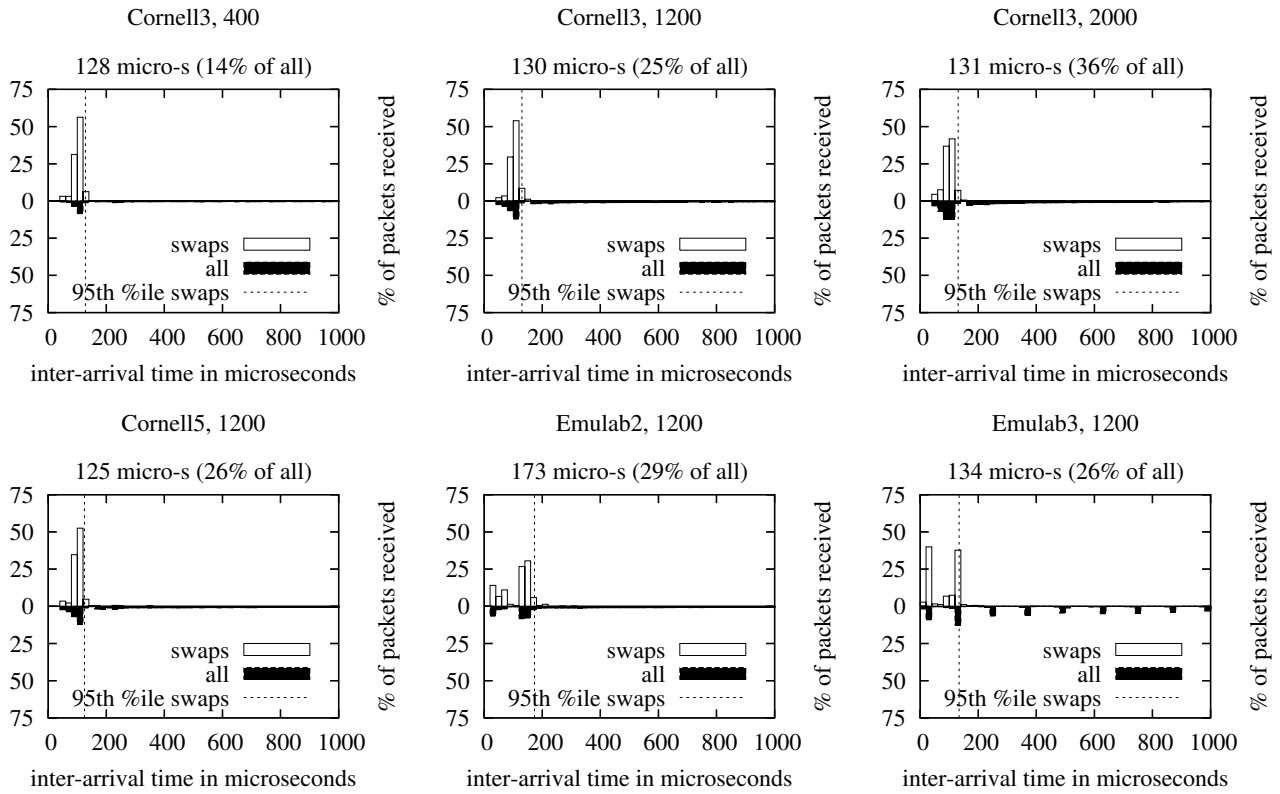 Cornell3, 400
128 micro-s (14% of all)
75
50
25
0
25
50
75
swaps
all
95th %ile swaps
0 200 400 600 800 1000
inter-arrival time in microseconds
% of packets received
Cornell3, 1200
130 micro-s (25% of all)
75
50
25
0
25
50
75
swaps
all
95th %ile swaps
0 200 400 600 800 1000
inter-arrival time in microseconds
% of packets received
Cornell3, 2000
131 micro-s (36% of all)
75
50
25
0
25
50
75
swaps
all
95th %ile swaps
0 200 400 600 800 1000
inter-arrival time in microseconds
% of packets received
Cornell5, 1200
125 micro-s (26% of all)
75
50
25
0
25
50
75
swaps
all
95th %ile swaps
0 200 400 600 800 1000
inter-arrival time in microseconds
% of packets received
Emulab2, 1200
173 micro-s (29% of all)
75
50
25
0
25
50
75
swaps
all
95th %ile swaps
0 200 400 600 800 1000
inter-arrival time in microseconds
% of packets received
Emulab3, 1200
134 micro-s (26% of all)
75
50
25
0
25
50
75
swaps
all
95th %ile swaps
0 200 400 600 800 1000
inter-arrival time in microseconds
% of packets received